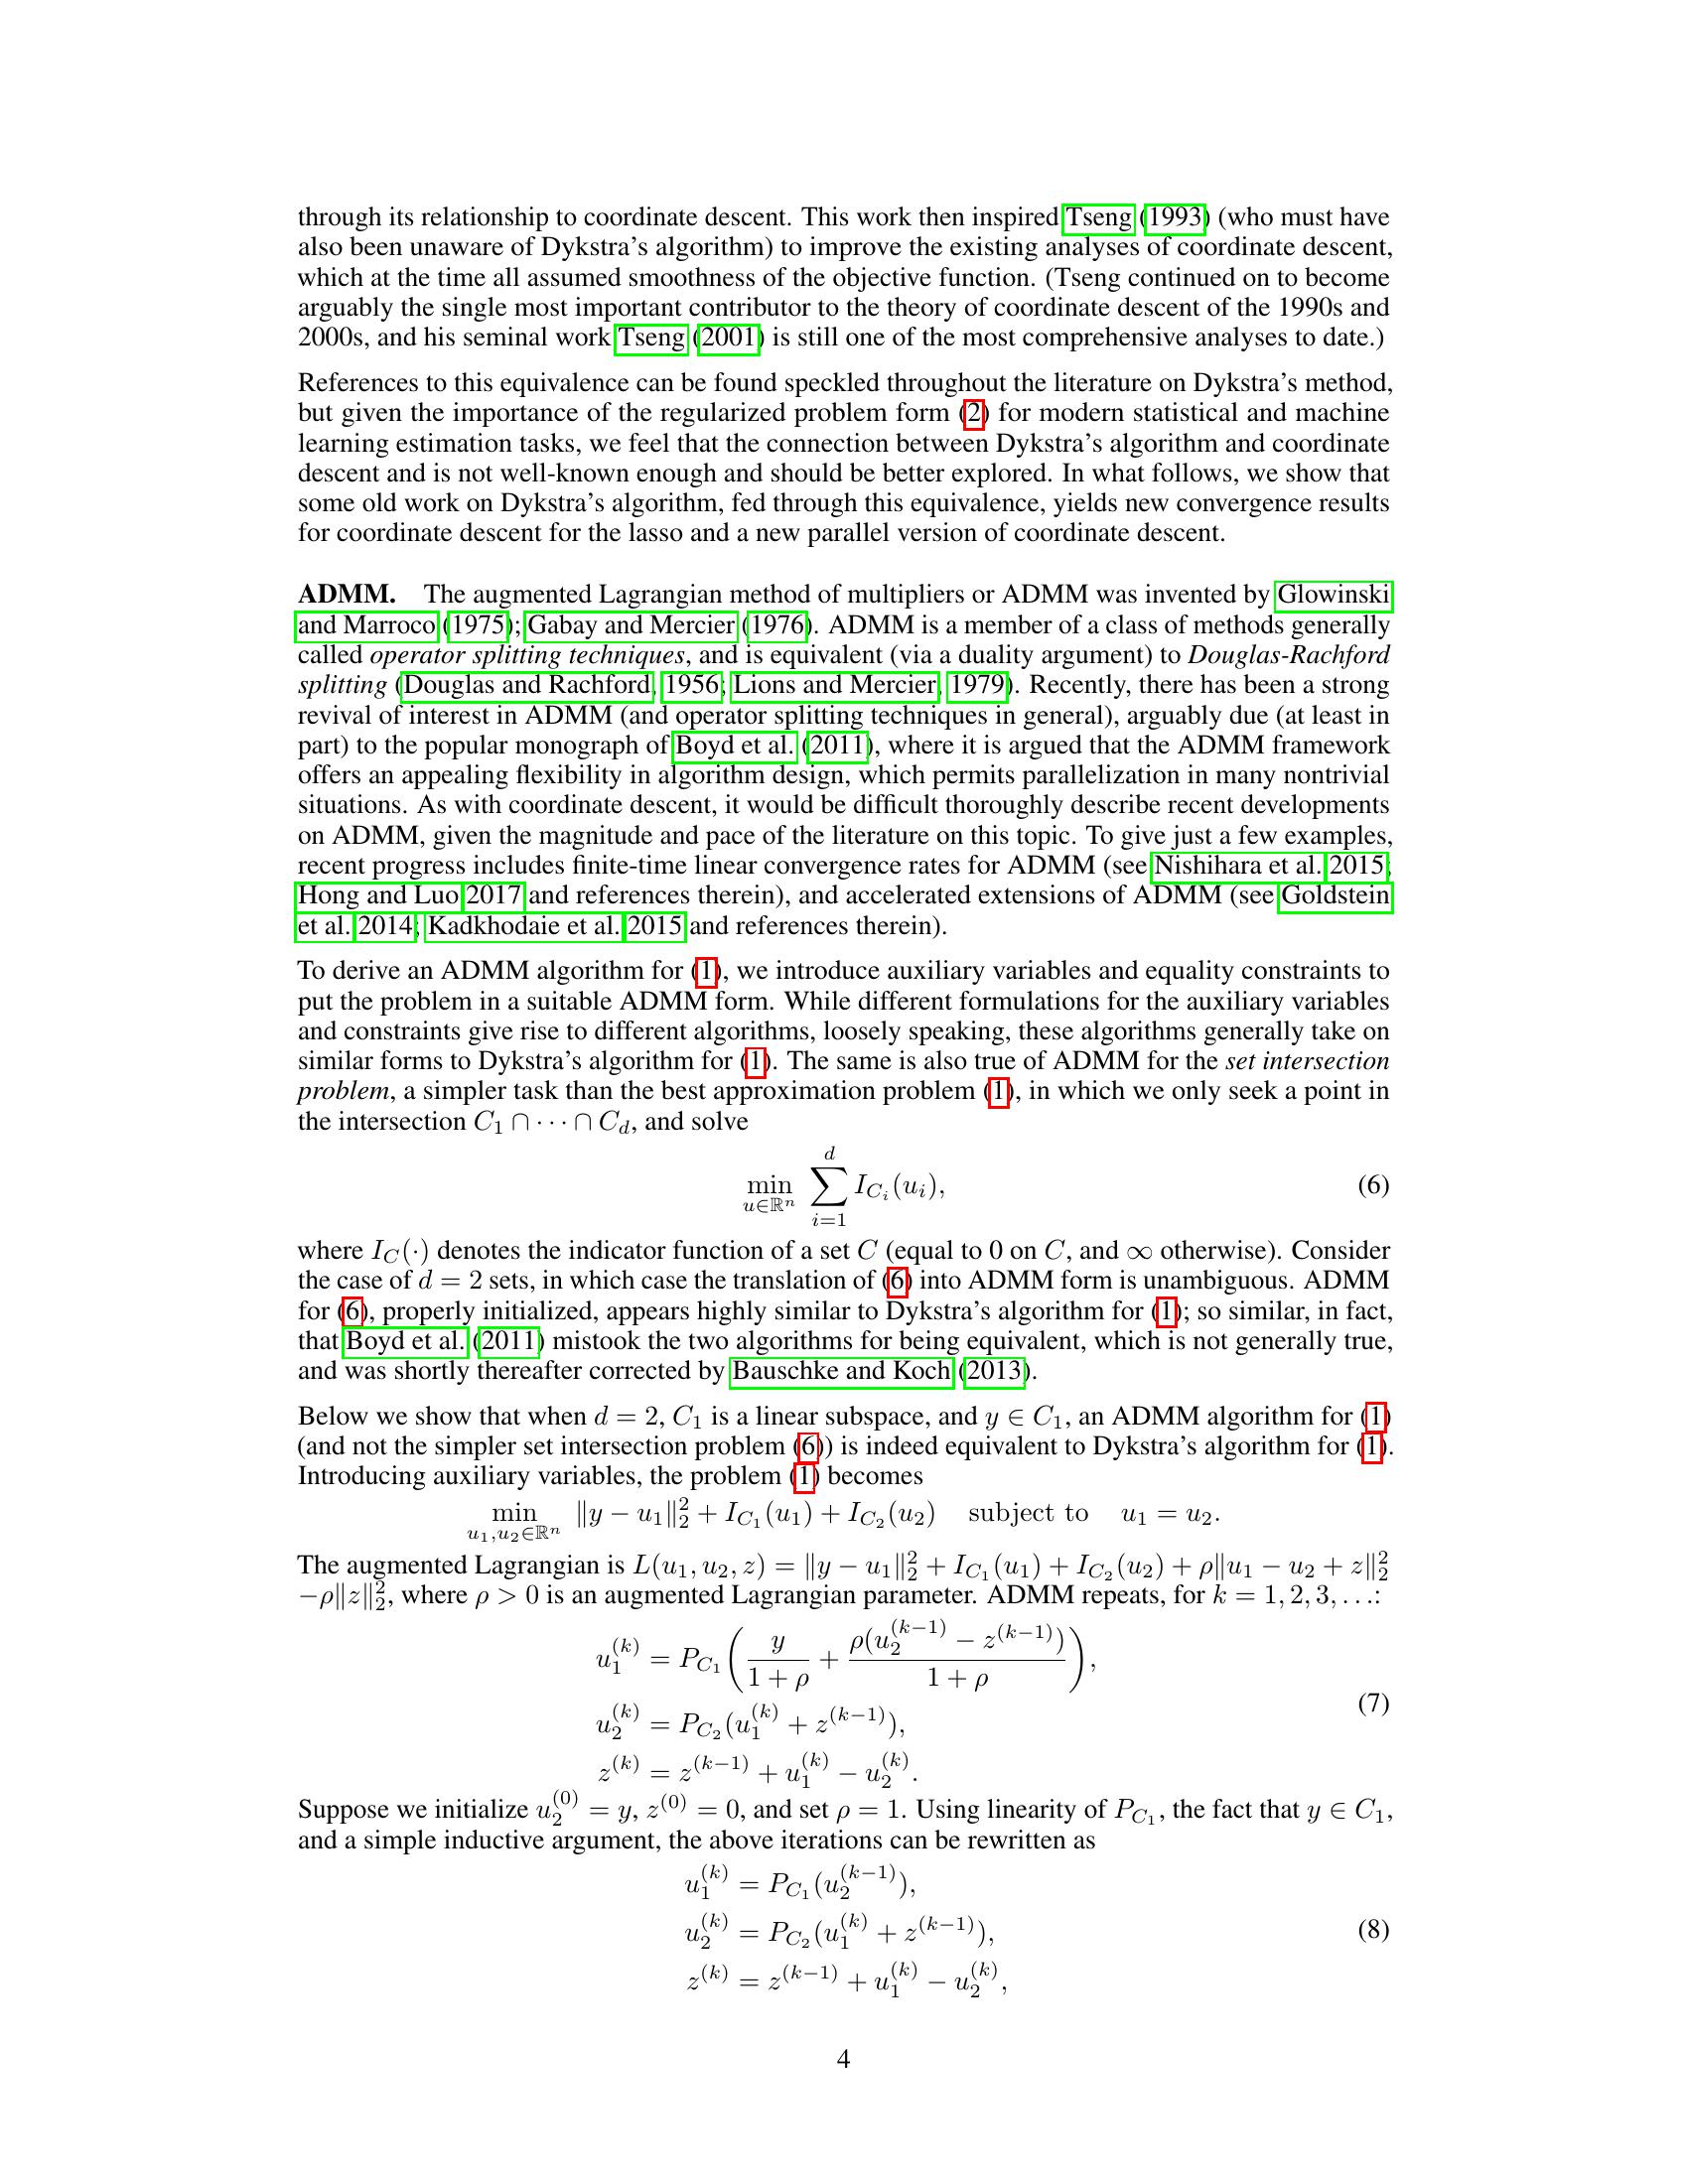 through its relationship to coordinate descent. This work then inspired Tseng (1993) (who must have
also been unaware of Dykstra's algorithm) to improve the existing analyses of coordinate descent,
which at the time all assumed smoothness of the objective function. (Tseng continued on to become
arguably the single most important contributor to the theory of coordinate descent of the 1990s and
2000s, and his seminal work Tseng (2001) is still one of the most comprehensive analyses to date.)
References to this equivalence can be found speckled throughout the literature on Dykstra's method,
but given the importance of the regularized problem form (2) for modern statistical and machine
learning estimation tasks, we feel that the connection between Dykstra's algorithm and coordinate
descent and is not well-known enough and should be better explored. In what follows, we show that
some old work on Dykstra's algorithm, fed through this equivalence, yields new convergence results
for coordinate descent for the lasso and a new parallel version of coordinate descent.
ADMM. The augmented Lagrangian method of multipliers or ADMM was invented by Glowinski
and Marroco (1975); Gabay and Mercier (1976). ADMM is a member of a class of methods generally
called operator splitting techniques, and is equivalent (via a duality argument) to Douglas-Rachford
splitting (Douglas and Rachford, 1956; Lions and Mercier, 1979). Recently, there has been a strong
revival of interest in ADMM (and operator splitting techniques in general), arguably due (at least in
part) to the popular monograph of Boyd et al. (2011), where it is argued that the ADMM framework
offers an appealing flexibility in algorithm design, which permits parallelization in many nontrivial
situations. As with coordinate descent, it would be difficult thoroughly describe recent developments
on ADMM, given the magnitude and pace of the literature on this topic. To give just a few examples,
recent progress includes finite-time linear convergence rates for ADMM (see Nishihara et al. 2015;
Hong and Luo 2017 and references therein), and accelerated extensions of ADMM (see Goldstein
et al. 2014; Kadkhodaie et al. 2015 and references therein).
To derive an ADMM algorithm for (1), we introduce auxiliary variables and equality constraints to
put the problem in a suitable ADMM form. While different formulations for the auxiliary variables
and constraints give rise to different algorithms, loosely speaking, these algorithms generally take on
similar forms to Dykstra's algorithm for (1). The same is also true of ADMM for the set intersection
problem, a simpler task than the best approximation problem (1), in which we only seek a point in
the intersection C_1 ∩ ⋯ ∩ C_d, and solve
min_{u∈ℝ^n} ∑_{i=1}^d I_{C_i}(u_i), (6)
where I_C(·) denotes the indicator function of a set C (equal to 0 on C, and ∞ otherwise). Consider
the case of d = 2 sets, in which case the translation of (6) into ADMM form is unambiguous. ADMM
for (6), properly initialized, appears highly similar to Dykstra's algorithm for (1); so similar, in fact,
that Boyd et al. (2011) mistook the two algorithms for being equivalent, which is not generally true,
and was shortly thereafter corrected by Bauschke and Koch (2013).
Below we show that when d = 2, C_1 is a linear subspace, and y ∈ C_1, an ADMM algorithm for (1)
(and not the simpler set intersection problem (6)) is indeed equivalent to Dykstra's algorithm for (1).
Introducing auxiliary variables, the problem (1) becomes
min_{u_1,u_2∈ℝ^n} ‖y − u_1‖_2^2 + I_{C_1}(u_1) + I_{C_2}(u_2) subject to u_1 = u_2.
The augmented Lagrangian is L(u_1, u_2, z) = ‖y − u_1‖_2^2 + I_{C_1}(u_1) + I_{C_2}(u_2) + ρ‖u_1 − u_2 + z‖_2^2
−ρ‖z‖_2^2, where ρ > 0 is an augmented Lagrangian parameter. ADMM repeats, for k = 1, 2, 3, . . .:
u_1^{(k)} = P_{C_1}( y/(1 + ρ) + ρ(u_2^{(k−1)} − z^{(k−1)})/(1 + ρ) ),
u_2^{(k)} = P_{C_2}(u_1^{(k)} + z^{(k−1)}), (7)
z^{(k)} = z^{(k−1)} + u_1^{(k)} − u_2^{(k)}.
Suppose we initialize u_2^{(0)} = y, z^{(0)} = 0, and set ρ = 1. Using linearity of P_{C_1}, the fact that y ∈ C_1,
and a simple inductive argument, the above iterations can be rewritten as
u_1^{(k)} = P_{C_1}(u_2^{(k−1)}),
u_2^{(k)} = P_{C_2}(u_1^{(k)} + z^{(k−1)}), (8)
z^{(k)} = z^{(k−1)} + u_1^{(k)} − u_2^{(k)},
4